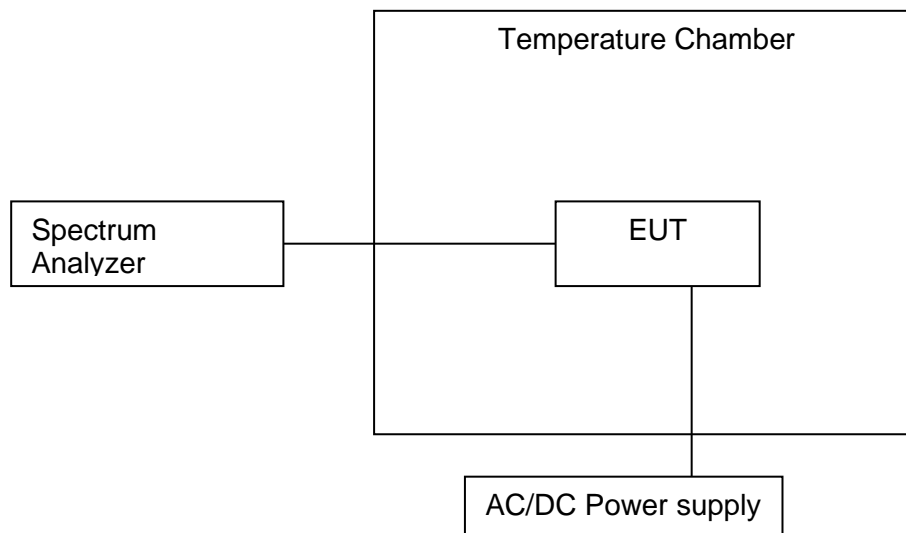 Temperature Chamber
Spectrum
Analyzer
EUT
AC/DC Power supply